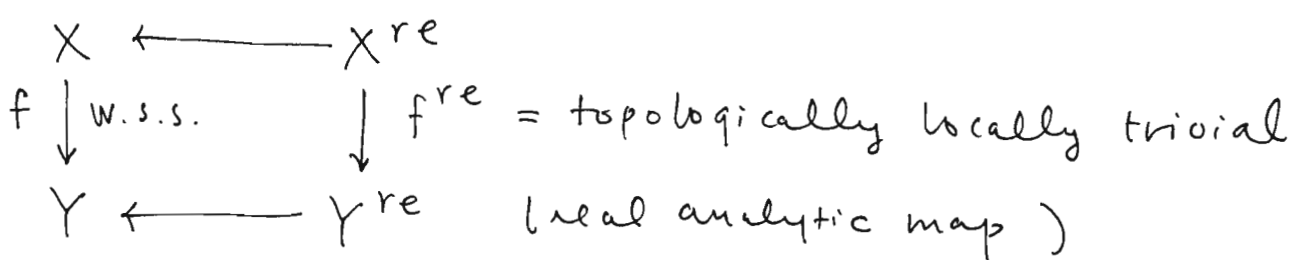 X ← X^re
f ↓ w.s.s. ↓ f^re = topologically locally trivial
Y ← Y^re (real analytic map)